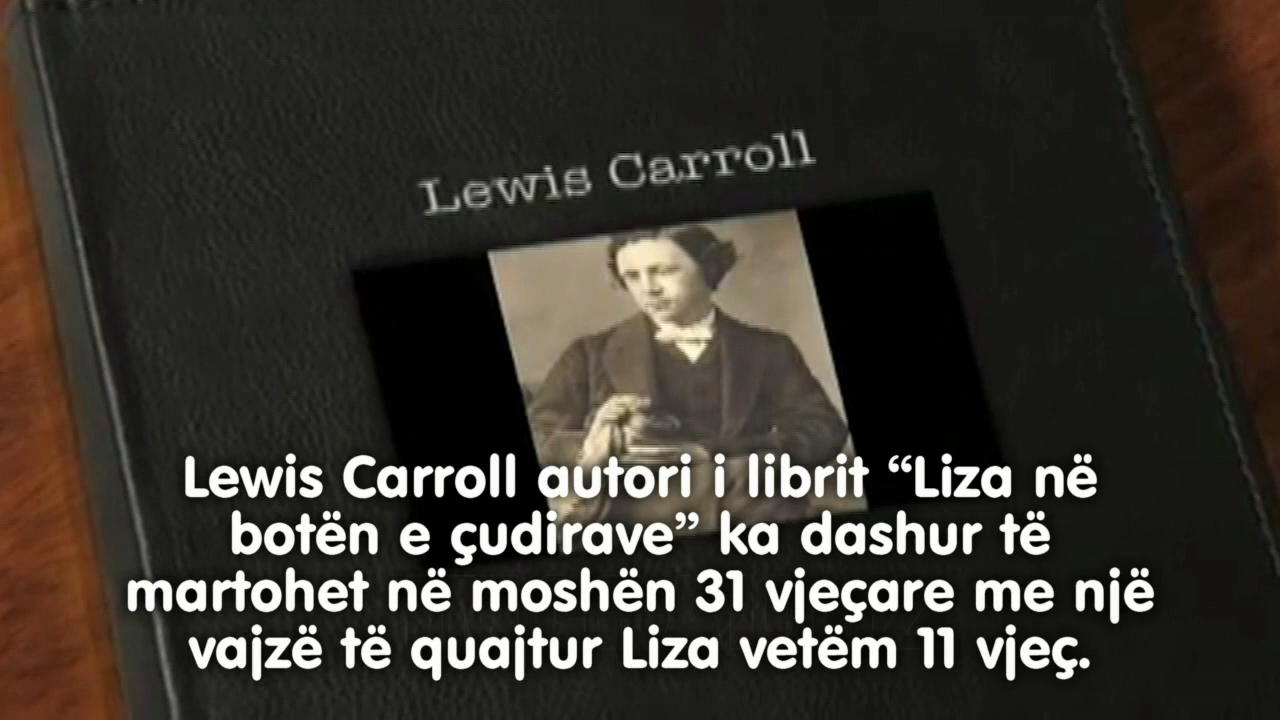 Lewis Carroll
Lewis Carroll autori i librit “Liza në
botën e çudirave” ka dashur të
martohet në moshën 31 vjeçare me një
vajzë të quajtur Liza vetëm 11 vjeç.